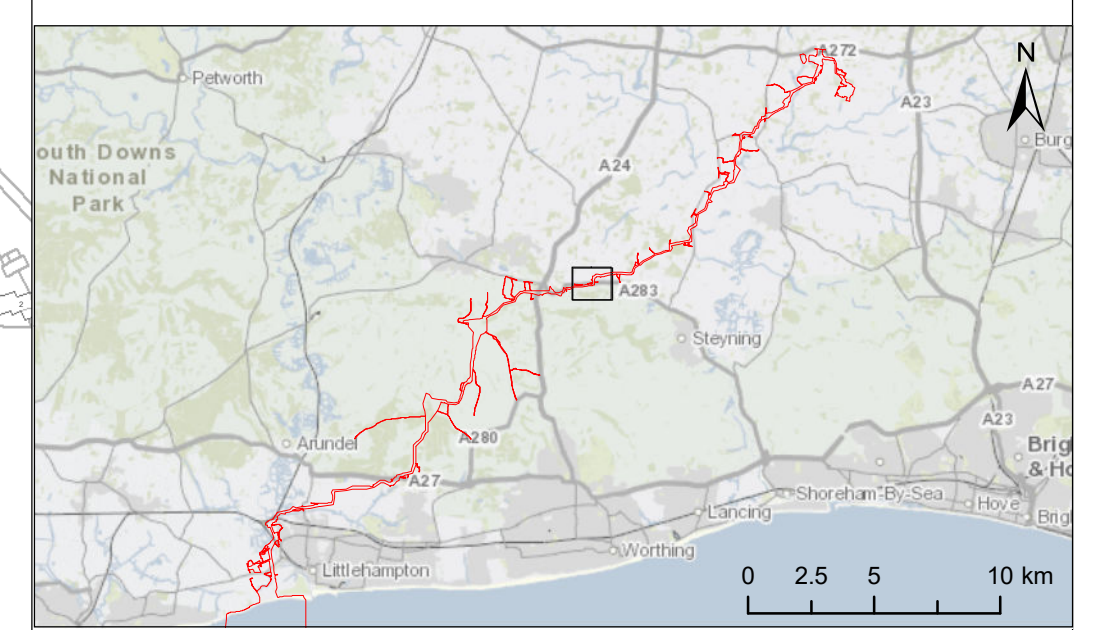 A272
N
Petworth
A23
Burg
outh Downs
National
Park
A24
A283
Steyning
A27
A23
Arundel
A280
Brig
& Ho
A27
Shoreham-By-Sea
Hove
Brig
Lancing
Worthing
Littlehampton
0 2.5 5 10 km
2